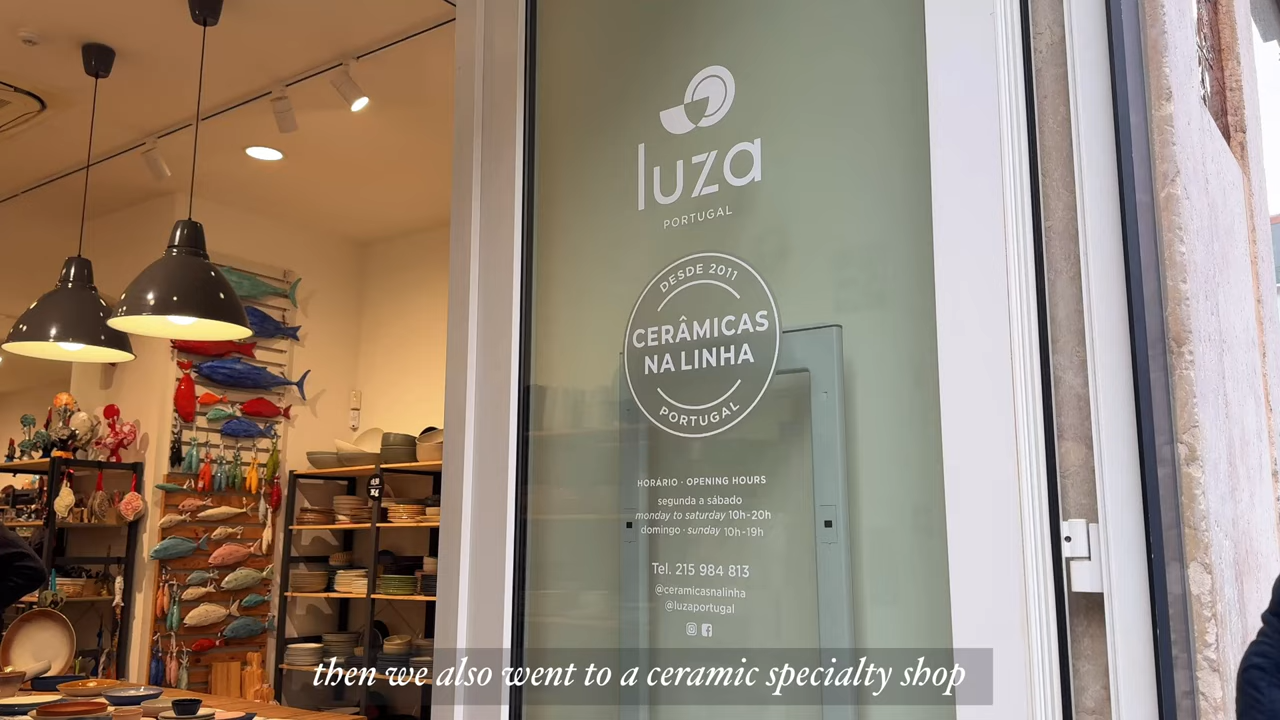 luza
PORTUGAL
DESDE 2011
CERÂMICAS
NA LINHA
PORTUGAL
HORÁRIO · OPENING HOURS
segunda a sábado
monday to saturday 10h-20h
domingo · sunday 10h-19h
Tel. 215 984 813
@ceramicasnalinha
@luzaportugal
then we also went to a ceramic specialty shop